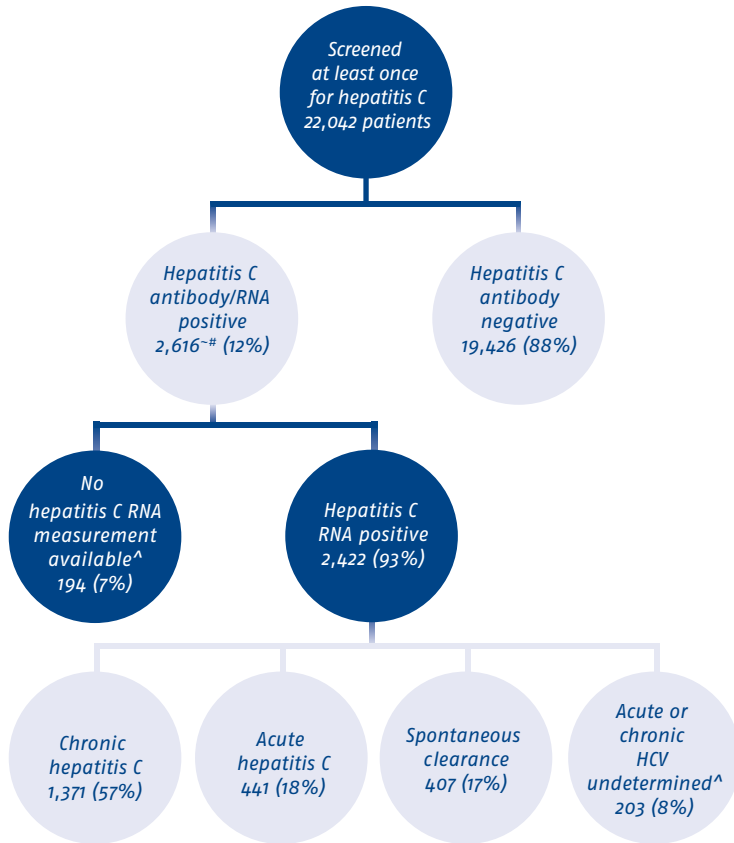 Screened
at least once
for hepatitis C
22,042 patients
Hepatitis C
antibody/RNA
positive
2,616~# (12%)
Hepatitis C
antibody
negative
19,426 (88%)
No
hepatitis C RNA
measurement
available^
194 (7%)
Hepatitis C
RNA positive
2,422 (93%)
Chronic
hepatitis C
1,371 (57%)
Acute
hepatitis C
441 (18%)
Spontaneous
clearance
407 (17%)
Acute or
chronic
HCV
undetermined^
203 (8%)